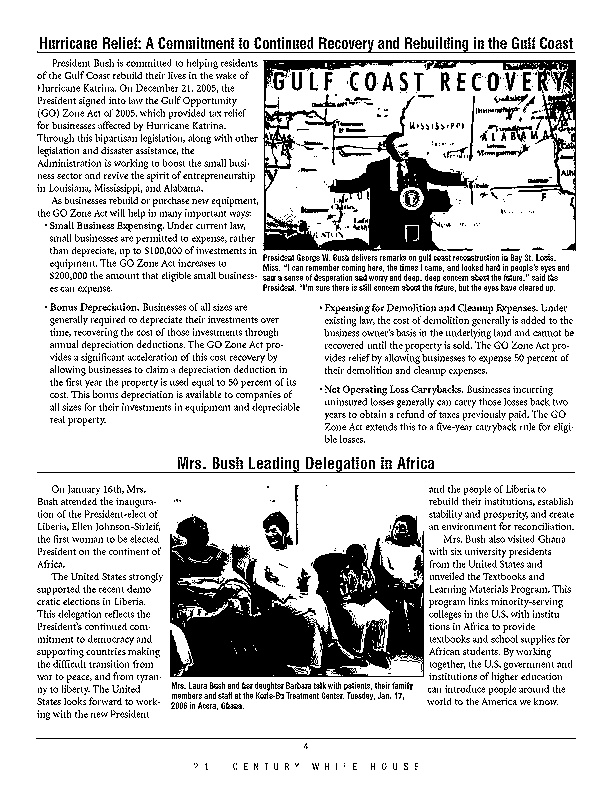 Hurricane Relief: A Commitment to Continued Recovery and Rebuilding in the Gulf Coast
President Bush is committed to helping residents
of the Gulf Coast rebuild their lives in the wake of
Hurricane Katrina. On December 21, 2005, the
President signed into law the Gulf Opportunity
(GO) Zone Act of 2005, which provided tax relief
for businesses affected by Hurricane Katrina.
Through this bipartisan legislation, along with other
legislation and disaster assistance, the
Administration is working to boost the small busi-
ness sector and revive the spirit of entrepreneurship
in Louisiana, Mississippi, and Alabama.
As businesses rebuild or purchase new equipment,
the GO Zone Act will help in many important ways:
• Small Business Expensing. Under current law,
small businesses are permitted to expense, rather
than depreciate, up to $100,000 of investments in
equipment. The GO Zone Act increases to
$200,000 the amount that eligible small business-
es can expense.
GULF COAST RECOVERY
MISSISSIPPI
ALABAMA
President George W. Bush delivers remarks on gulf coast reconstruction in Bay St. Louis,
Miss. "I can remember coming here, the times I came, and looked hard in people's eyes and
saw a sense of desperation and worry and deep, deep concern about the future," said the
President. "I'm sure there is still concern about the future, but the eyes have cleared up.
• Bonus Depreciation. Businesses of all sizes are
generally required to depreciate their investments over
time, recovering the cost of those investments through
annual depreciation deductions. The GO Zone Act pro-
vides a significant acceleration of this cost recovery by
allowing businesses to claim a depreciation deduction in
the first year the property is used equal to 50 percent of its
cost. This bonus depreciation is available to companies of
all sizes for their investments in equipment and depreciable
real property.
• Expensing for Demolition and Cleanup Expenses. Under
existing law, the cost of demolition generally is added to the
business owner's basis in the underlying land and cannot be
recovered until the property is sold. The GO Zone Act pro-
vides relief by allowing businesses to expense 50 percent of
their demolition and cleanup expenses.
• Net Operating Loss Carrybacks. Businesses incurring
uninsured losses generally can carry those losses back two
years to obtain a refund of taxes previously paid. The GO
Zone Act extends this to a five-year carryback rule for eligi-
ble losses.
Mrs. Bush Leading Delegation in Africa
On January 16th, Mrs.
Bush attended the inaugura-
tion of the President-elect of
Liberia, Ellen Johnson-Sirleif,
the first woman to be elected
President on the continent of
Africa.
The United States strongly
supported the recent demo
cratic elections in Liberia.
This delegation reflects the
President's continued com-
mitment to democracy and
supporting countries making
the difficult transition from
war to peace, and from tyran-
ny to liberty. The United
States looks forward to work-
ing with the new President
Mrs. Laura Bush and her daughter Barbara talk with patients, their family
members and staff at the Korle-Bu Treatment Center, Tuesday, Jan. 17,
2006 in Accra, Ghana.
and the people of Liberia to
rebuild their institutions, establish
stability and prosperity, and create
an environment for reconciliation.
Mrs. Bush also visited Ghana
with six university presidents
from the United States and
unveiled the Textbooks and
Learning Materials Program. This
program links minority-serving
colleges in the U.S. with institu
tions in Africa to provide
textbooks and school supplies for
African students. By working
together, the U.S. government and
institutions of higher education
can introduce people around the
world to the America we know.
4
21 CENTURY WHITE HOUSE